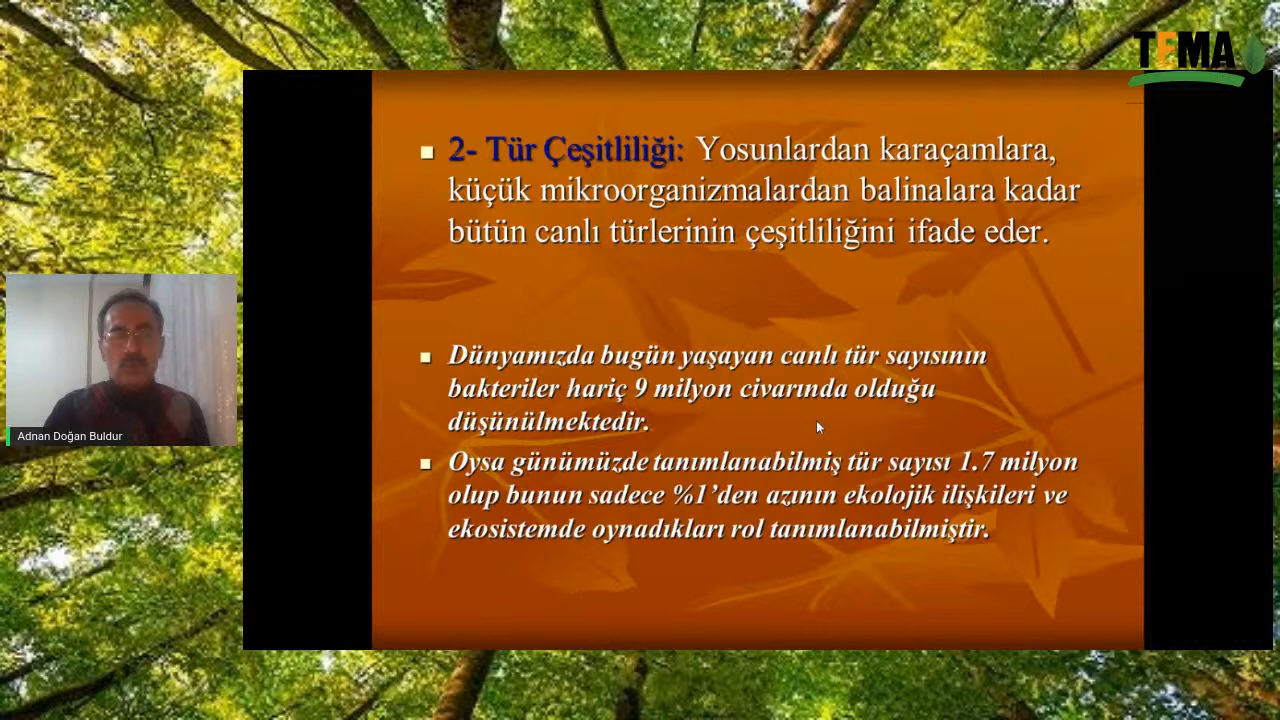 TEMA
2- Tür Çeşitliliği: Yosunlardan karaçamlara,
küçük mikroorganizmalardan balinalara kadar
bütün canlı türlerinin çeşitliliğini ifade eder.
Dünyamızda bugün yaşayan canlı tür sayısının
bakteriler hariç 9 milyon civarında olduğu
düşünülmektedir.
Oysa günümüzde tanımlanabilmiş tür sayısı 1.7 milyon
olup bunun sadece %1’den azının ekolojik ilişkileri ve
ekosistemde oynadıkları rol tanımlanabilmiştir.
Adnan Doğan Buldur